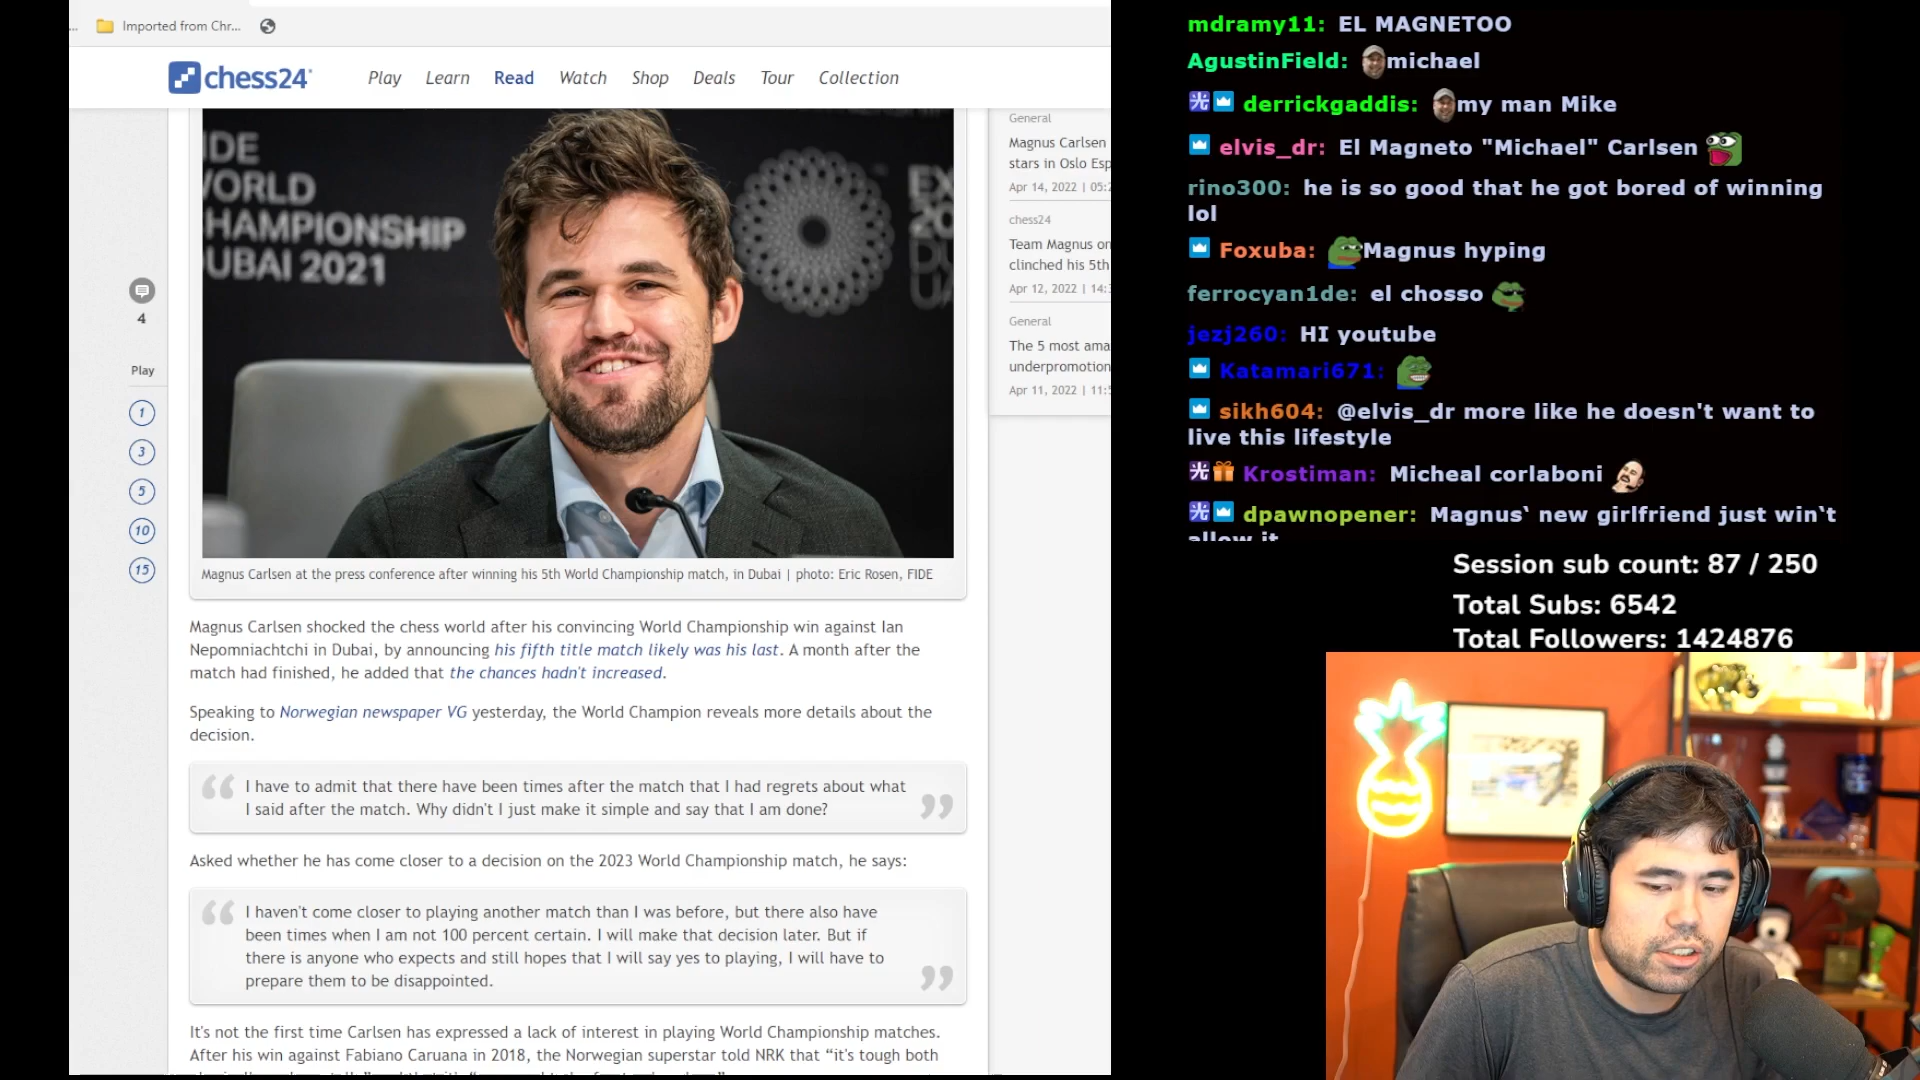 Imported from Chr...
chess24
Play
Learn
Read
Watch
Shop
Deals
Tour
Collection
4
Play
1
3
5
10
15
IDE
WORLD
HAMPIONSHIP
UBAI 2021
EX
20
DU
Magnus Carlsen at the press conference after winning his 5th World Championship match, in Dubai | photo: Eric Rosen, FIDE
Magnus Carlsen shocked the chess world after his convincing World Championship win against Ian
Nepomniachtchi in Dubai, by announcing his fifth title match likely was his last. A month after the
match had finished, he added that the chances hadn't increased.
Speaking to Norwegian newspaper VG yesterday, the World Champion reveals more details about the
decision.
I have to admit that there have been times after the match that I had regrets about what
I said after the match. Why didn't I just make it simple and say that I am done?
Asked whether he has come closer to a decision on the 2023 World Championship match, he says:
I haven't come closer to playing another match than I was before, but there also have
been times when I am not 100 percent certain. I will make that decision later. But if
there is anyone who expects and still hopes that I will say yes to playing, I will have to
prepare them to be disappointed.
It's not the first time Carlsen has expressed a lack of interest in playing World Championship matches.
After his win against Fabiano Caruana in 2018, the Norwegian superstar told NRK that “it's tough both
General
Magnus Carlsen
stars in Oslo Esp
Apr 14, 2022 | 05:2
chess24
Team Magnus on
clinched his 5th
Apr 12, 2022 | 14:
General
The 5 most ama
underpromotion
Apr 11, 2022 | 11:
mdramy11: EL MAGNETOO
AgustinField: michael
光 derrickgaddis: my man Mike
elvis_dr: El Magneto "Michael" Carlsen
rino300: he is so good that he got bored of winning
lol
Foxuba: Magnus hyping
ferrocyan1de: el chosso
jezj260: HI youtube
Katamari671:
sikh604: @elvis_dr more like he doesn't want to
live this lifestyle
光 Krostiman: Micheal corlaboni
光 dpawnopener: Magnus‛ new girlfriend just win‛t
allow it
Session sub count: 87 / 250
Total Subs: 6542
Total Followers: 1424876